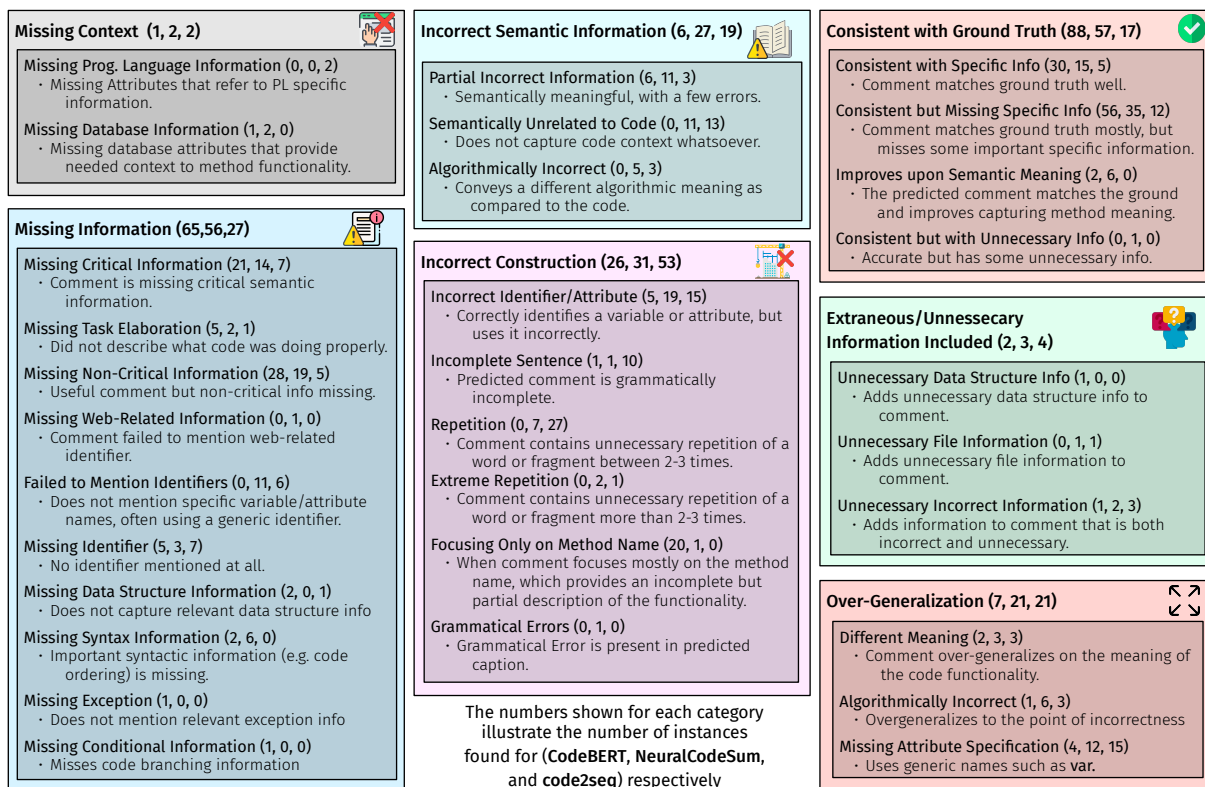 Missing Context (1, 2, 2)
Missing Prog. Language Information (0, 0, 2)
· Missing Attributes that refer to PL specific
information.
Missing Database Information (1, 2, 0)
· Missing database attributes that provide
needed context to method functionality.
Missing Information (65,56,27)
Missing Critical Information (21, 14, 7)
· Comment is missing critical semantic
information.
Missing Task Elaboration (5, 2, 1)
· Did not describe what code was doing properly.
Missing Non-Critical Information (28, 19, 5)
· Useful comment but non-critical info missing.
Missing Web-Related Information (0, 1, 0)
· Comment failed to mention web-related
identifier.
Failed to Mention Identifiers (0, 11, 6)
· Does not mention specific variable/attribute
names, often using a generic identifier.
Missing Identifier (5, 3, 7)
· No identifier mentioned at all.
Missing Data Structure Information (2, 0, 1)
· Does not capture relevant data structure info
Missing Syntax Information (2, 6, 0)
· Important syntactic information (e.g. code
ordering) is missing.
Missing Exception (1, 0, 0)
· Does not mention relevant exception info
Missing Conditional Information (1, 0, 0)
· Misses code branching information
Incorrect Semantic Information (6, 27, 19)
Partial Incorrect Information (6, 11, 3)
· Semantically meaningful, with a few errors.
Semantically Unrelated to Code (0, 11, 13)
· Does not capture code context whatsoever.
Algorithmically Incorrect (0, 5, 3)
· Conveys a different algorithmic meaning as
compared to the code.
Incorrect Construction (26, 31, 53)
Incorrect Identifier/Attribute (5, 19, 15)
· Correctly identifies a variable or attribute, but
uses it incorrectly.
Incomplete Sentence (1, 1, 10)
· Predicted comment is grammatically
incomplete.
Repetition (0, 7, 27)
· Comment contains unnecessary repetition of a
word or fragment between 2-3 times.
Extreme Repetition (0, 2, 1)
· Comment contains unnecessary repetition of a
word or fragment more than 2-3 times.
Focusing Only on Method Name (20, 1, 0)
· When comment focuses mostly on the method
name, which provides an incomplete but
partial description of the functionality.
Grammatical Errors (0, 1, 0)
· Grammatical Error is present in predicted
caption.
The numbers shown for each category
illustrate the number of instances
found for (CodeBERT, NeuralCodeSum,
and code2seq) respectively
Consistent with Ground Truth (88, 57, 17)
Consistent with Specific Info (30, 15, 5)
· Comment matches ground truth well.
Consistent but Missing Specific Info (56, 35, 12)
· Comment matches ground truth mostly, but
misses some important specific information.
Improves upon Semantic Meaning (2, 6, 0)
· The predicted comment matches the ground
and improves capturing method meaning.
Consistent but with Unnecessary Info (0, 1, 0)
· Accurate but has some unnecessary info.
Extraneous/Unnessecary
Information Included (2, 3, 4)
Unnecessary Data Structure Info (1, 0, 0)
· Adds unnecessary data structure info to
comment.
Unnecessary File Information (0, 1, 1)
· Adds unnecessary file information to
comment.
Unnecessary Incorrect Information (1, 2, 3)
· Adds information to comment that is both
incorrect and unnecessary.
Over-Generalization (7, 21, 21)
Different Meaning (2, 3, 3)
· Comment over-generalizes on the meaning of
the code functionality.
Algorithmically Incorrect (1, 6, 3)
· Overgeneralizes to the point of incorrectness
Missing Attribute Specification (4, 12, 15)
· Uses generic names such as var.